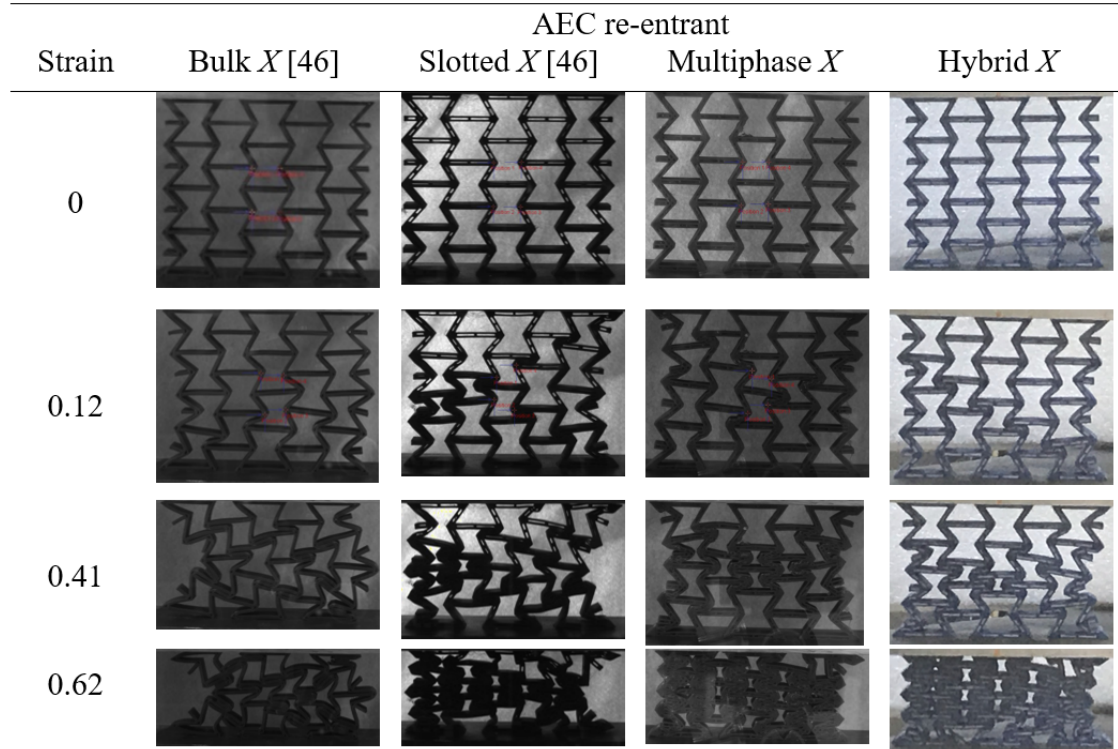 AEC re-entrant
Strain Bulk X [46] Slotted X [46] Multiphase X Hybrid X
0
0.12
0.41
0.62